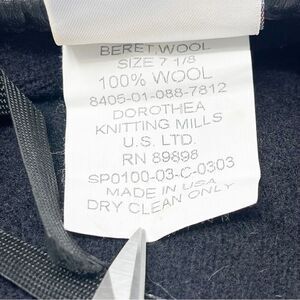 BERET,WOOL
SIZE 7 1/8
100% WOOL
8405-01-088-7812
DOROTHEA
KNITTING MILLS
U.S. LTD.
RN 89898
SP0100-03-C-0303
MADE IN USA
DRY CLEAN ONLY